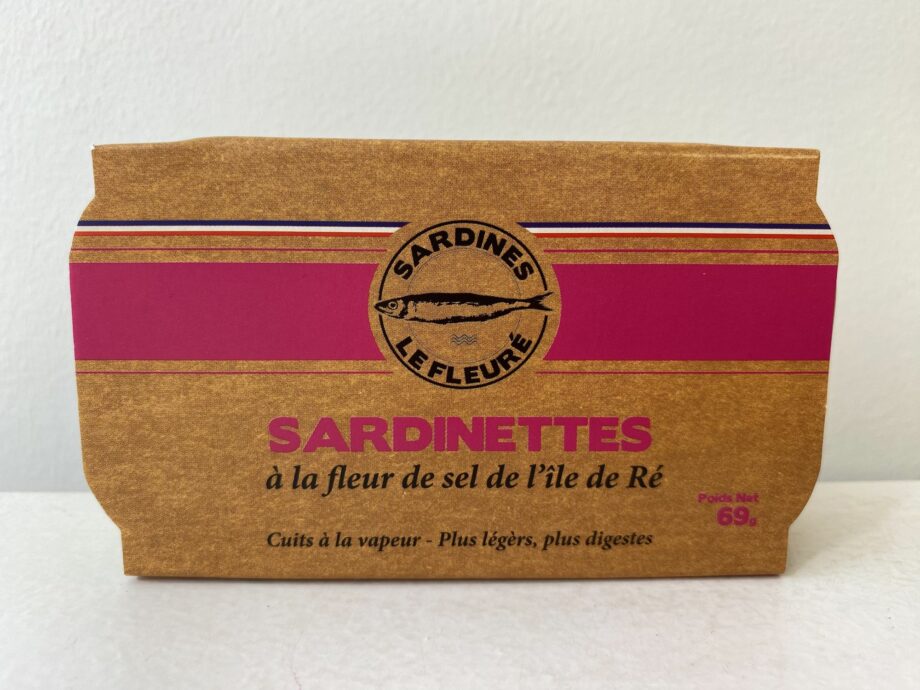 SARDINES
LE FLEURÉ
SARDINETTES
à la fleur de sel de l’île de Ré
Poids Net
69g
Cuits à la vapeur - Plus légèrs, plus digestes